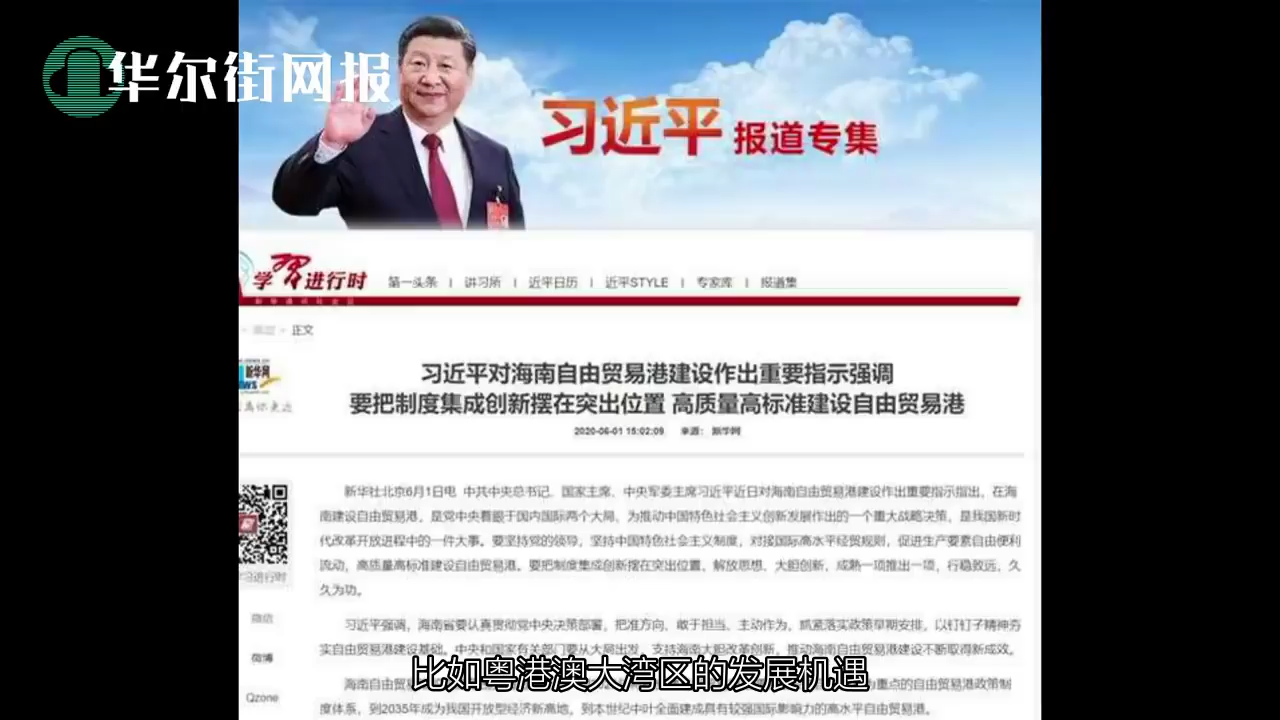 华尔街网报
习近平 报道专集
学习进行时
第一头条 | 讲习所 | 近平日历 | 近平STYLE | 专家库 | 报道集
正文
新华网
习近平对海南自由贸易港建设作出重要指示强调
要把制度集成创新摆在突出位置 高质量高标准建设自由贸易港
2020-06-01 15:02:09 来源: 新华网
新华社北京6月1日电 中共中央总书记、国家主席、中央军委主席习近平近日对海南自由贸易港建设作出重要指示指出，在海
南建设自由贸易港，是党中央着眼于国内国际两个大局、为推动中国特色社会主义创新发展作出的一个重大战略决策，是我国新时
代改革开放进程中的一件大事。要坚持党的领导，坚持中国特色社会主义制度，对接国际高水平经贸规则，促进生产要素自由便利
流动，高质量高标准建设自由贸易港。要把制度集成创新摆在突出位置，解放思想、大胆创新，成熟一项推出一项，行稳致远，久
久为功。
学习进行时
习近平强调，海南省要认真贯彻党中央决策部署，把准方向、敢于担当、主动作为，抓紧落实政策早期安排，以钉钉子精神夯
实自由贸易港建设基础。中央和国家有关部门要从大局出发，支持海南大胆改革创新，推动海南自由贸易港建设不断取得新成效。
微信
微博
Qzone
比如粤港澳大湾区的发展机遇
海南自由贸
为重点的自由贸易港政策制
度体系，到2035年成为我国开放型经济新高地，到本世纪中叶全面建成具有较强国际影响力的高水平自由贸易港。